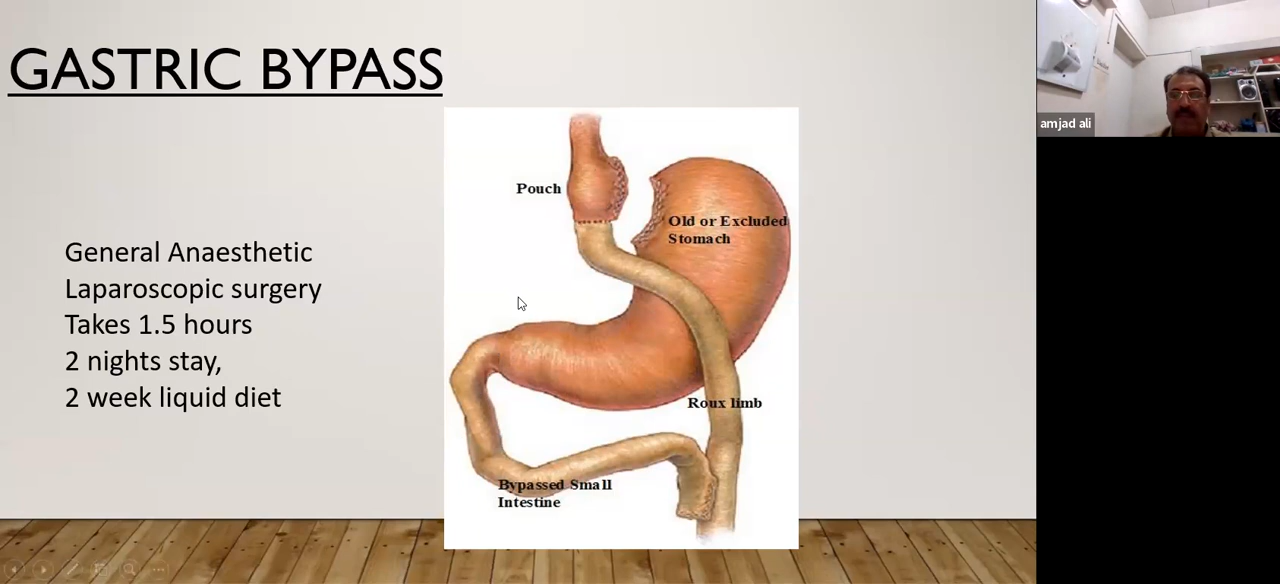 GASTRIC BYPASS
General Anaesthetic
Laparoscopic surgery
Takes 1.5 hours
2 nights stay,
2 week liquid diet
Pouch
Old or Excluded
Stomach
Roux limb
Bypassed Small
Intestine
amjad ali